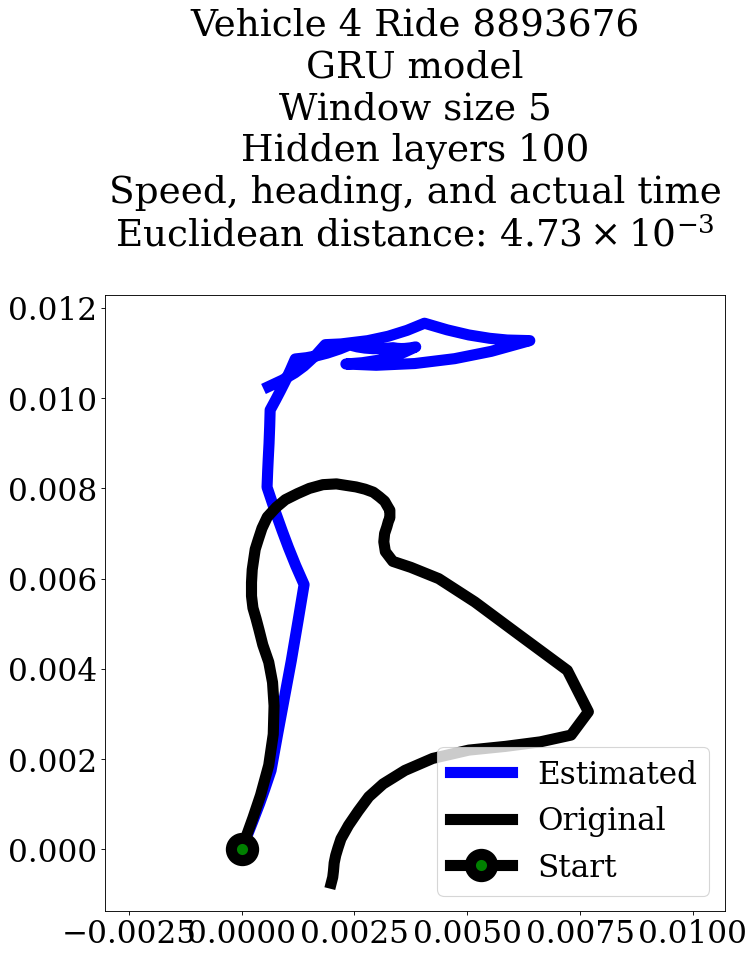 Vehicle 4 Ride 8893676
GRU model
Window size 5
Hidden layers 100
Speed, heading, and actual time
Euclidean distance: 4.73 × 10⁻³
0.012
0.010
0.008
0.006
0.004
0.002
0.000
Estimated
Original
Start
−0.0025 0.0000 0.0025 0.0050 0.0075 0.0100